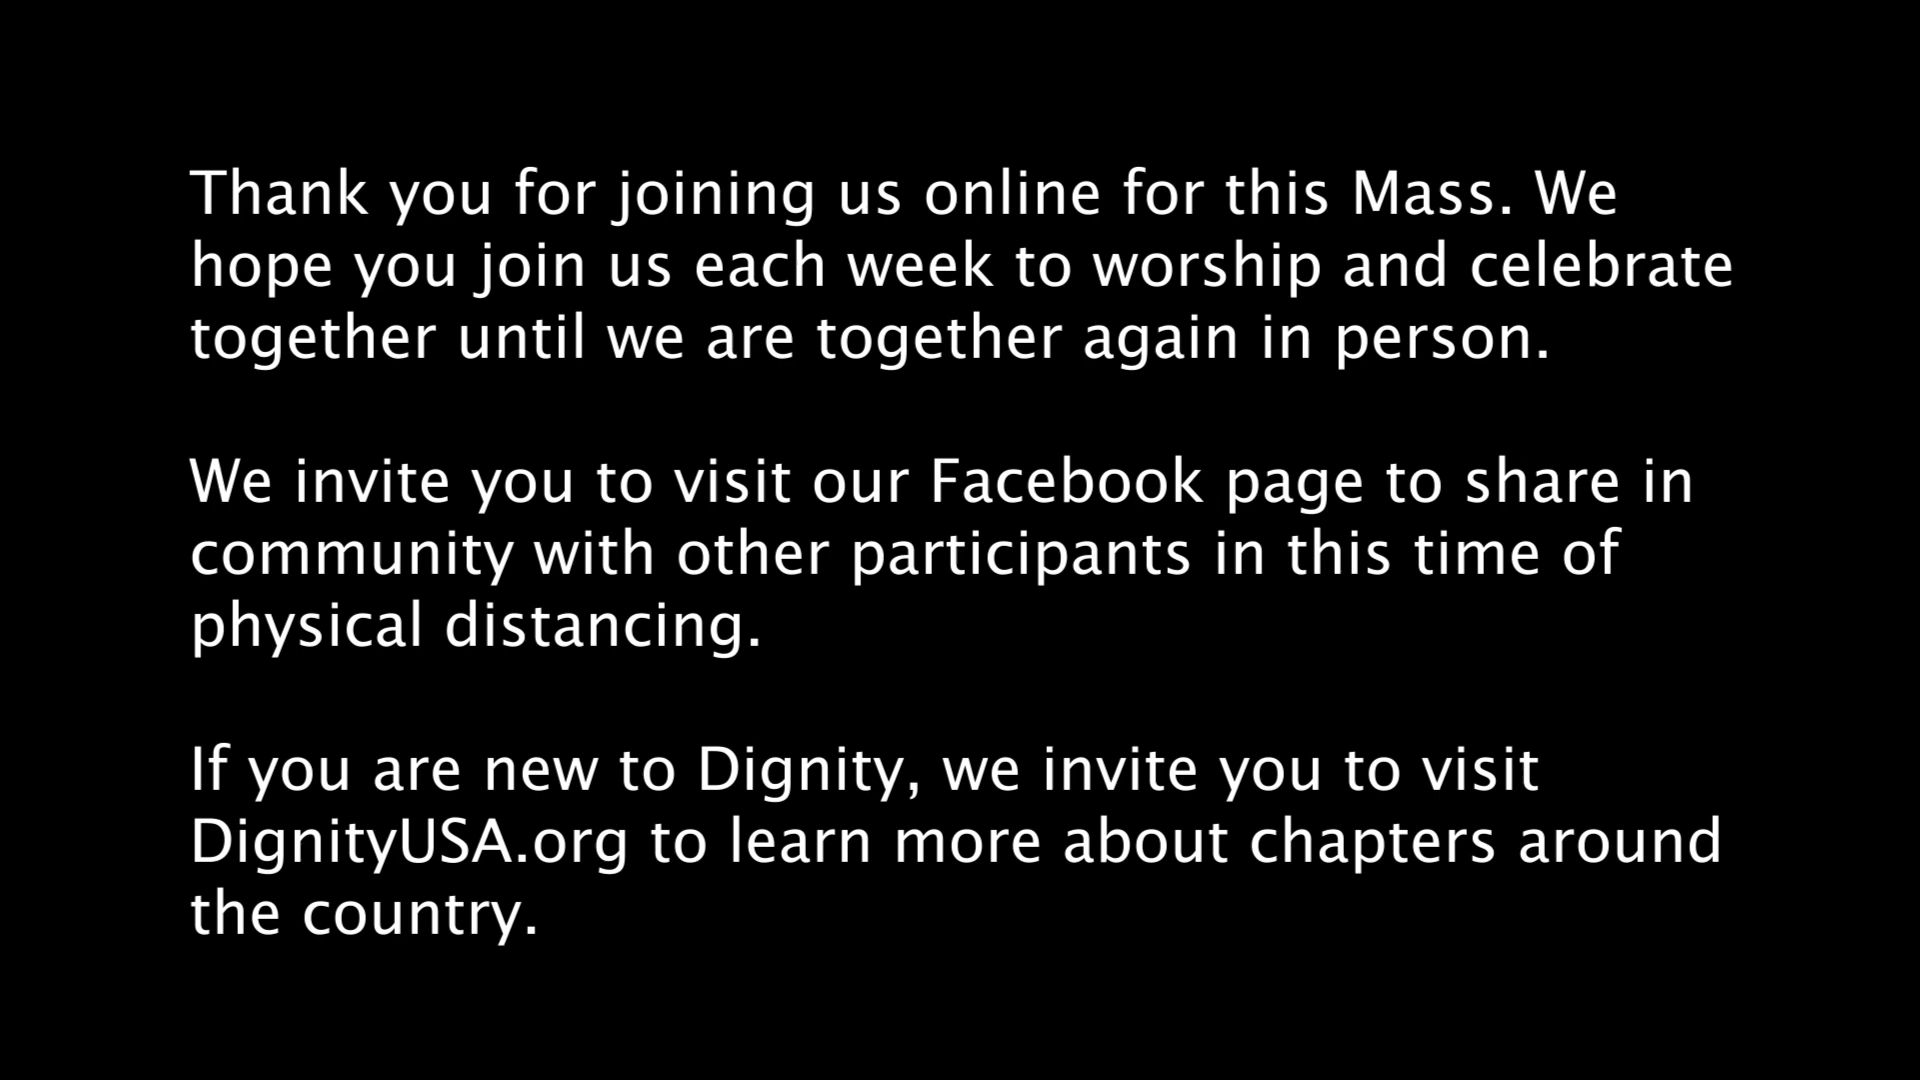 Thank you for joining us online for this Mass. We
hope you join us each week to worship and celebrate
together until we are together again in person.
We invite you to visit our Facebook page to share in
community with other participants in this time of
physical distancing.
If you are new to Dignity, we invite you to visit
DignityUSA.org to learn more about chapters around
the country.